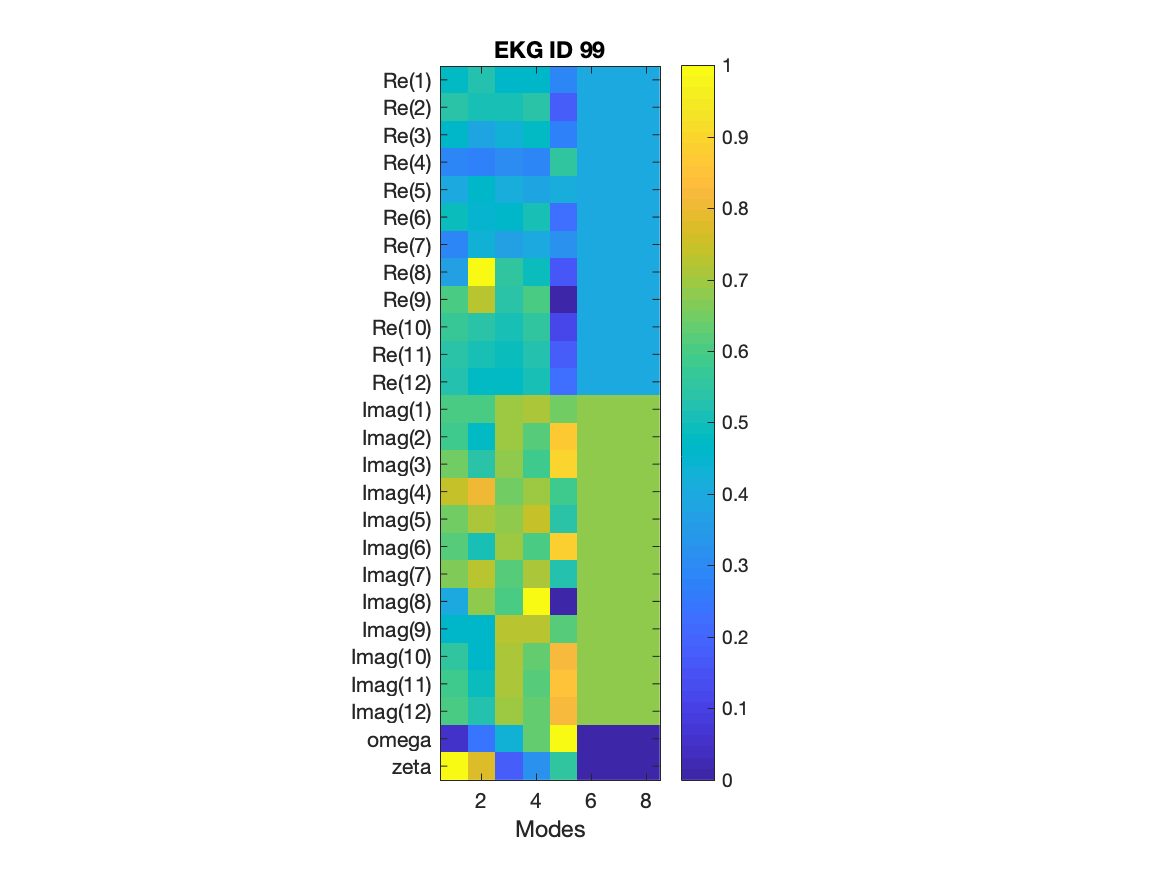 EKG ID 99
Re(1)
Re(2)
Re(3)
Re(4)
Re(5)
Re(6)
Re(7)
Re(8)
Re(9)
Re(10)
Re(11)
Re(12)
Imag(1)
Imag(2)
Imag(3)
Imag(4)
Imag(5)
Imag(6)
Imag(7)
Imag(8)
Imag(9)
Imag(10)
Imag(11)
Imag(12)
omega
zeta
2 4 6 8
Modes
1
0.9
0.8
0.7
0.6
0.5
0.4
0.3
0.2
0.1
0